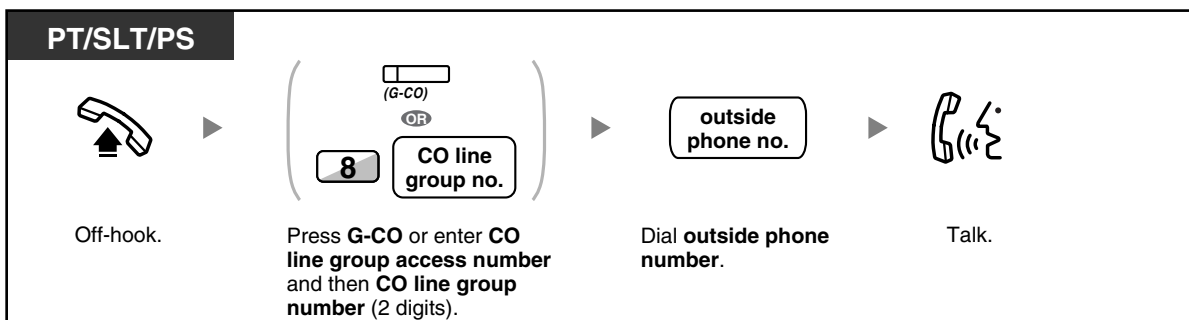 PT/SLT/PS
(G-CO)
OR
8
CO line
group no.
outside
phone no.
Off-hook.
Press G-CO or enter CO
line group access number
and then CO line group
number (2 digits).
Dial outside phone
number.
Talk.